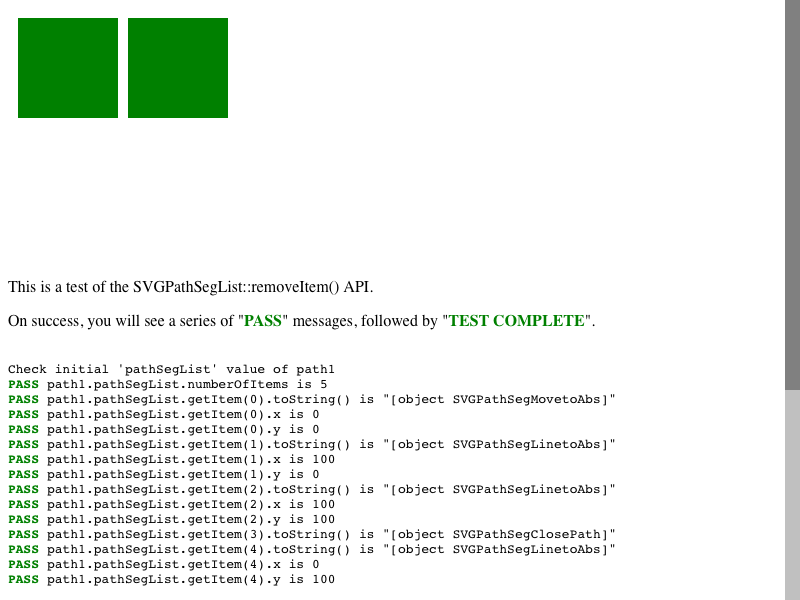 This is a test of the SVGPathSegList::removeItem() API.
On success, you will see a series of "PASS" messages, followed by "TEST COMPLETE".
Check initial 'pathSegList' value of path1
PASS path1.pathSegList.numberOfItems is 5
PASS path1.pathSegList.getItem(0).toString() is "[object SVGPathSegMovetoAbs]"
PASS path1.pathSegList.getItem(0).x is 0
PASS path1.pathSegList.getItem(0).y is 0
PASS path1.pathSegList.getItem(1).toString() is "[object SVGPathSegLinetoAbs]"
PASS path1.pathSegList.getItem(1).x is 100
PASS path1.pathSegList.getItem(1).y is 0
PASS path1.pathSegList.getItem(2).toString() is "[object SVGPathSegLinetoAbs]"
PASS path1.pathSegList.getItem(2).x is 100
PASS path1.pathSegList.getItem(2).y is 100
PASS path1.pathSegList.getItem(3).toString() is "[object SVGPathSegClosePath]"
PASS path1.pathSegList.getItem(4).toString() is "[object SVGPathSegLinetoAbs]"
PASS path1.pathSegList.getItem(4).x is 0
PASS path1.pathSegList.getItem(4).y is 100